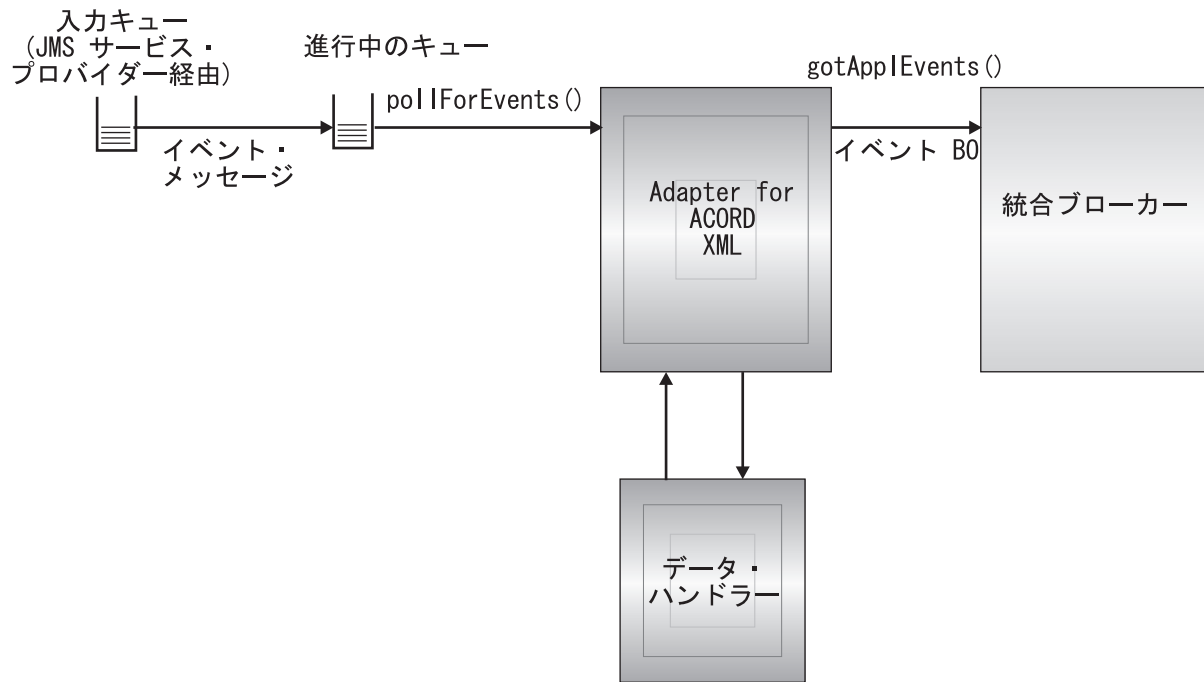 入力キュー
(JMS サービス・
プロバイダー経由)
進行中のキュー
pollForEvents()
gotApplEvents()
イベント・
メッセージ
イベント BO
Adapter for
ACORD
XML
統合ブローカー
データ・
ハンドラー